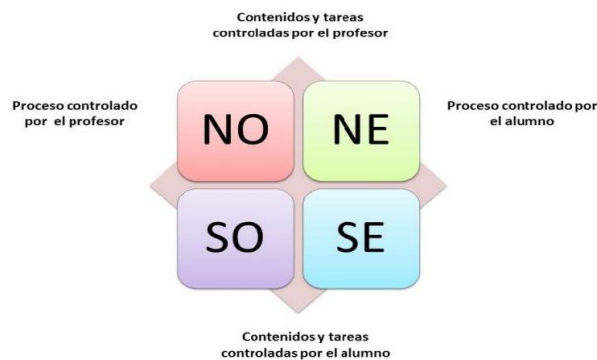 Contenidos y tareas
controladas por el profesor
Proceso controlado
por el profesor
NO
NE
Proceso controlado por
el alumno
SO
SE
Contenidos y tareas
controladas por el alumno